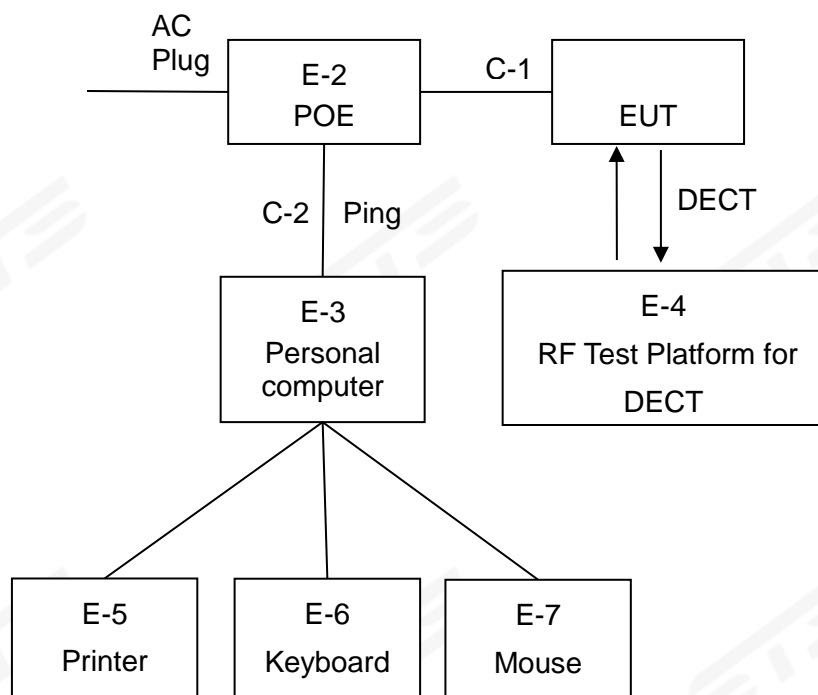 AC
Plug
E-2
POE
C-1
EUT
C-2 Ping
DECT
E-3
Personal
computer
E-4
RF Test Platform for
DECT
E-5
Printer
E-6
Keyboard
E-7
Mouse